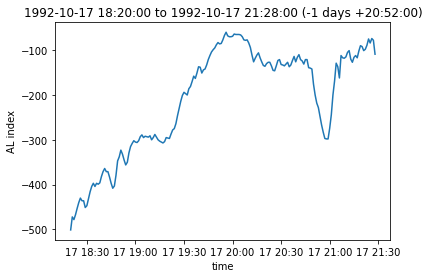 1992-10-17 18:20:00 to 1992-10-17 21:28:00 (-1 days +20:52:00)
−100
−200
−300
−400
−500
AL index
17 18:30 17 19:00 17 19:30 17 20:00 17 20:30 17 21:00 17 21:30
time